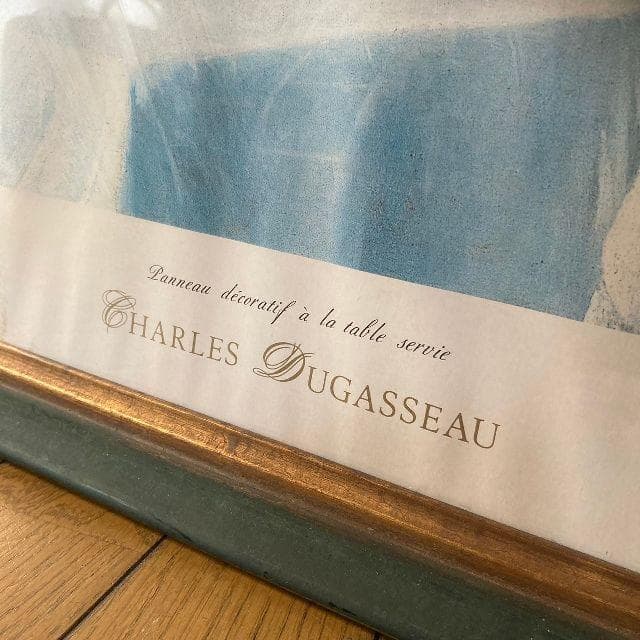 Panneau décoratif à la table servie
CHARLES DUGASSEAU